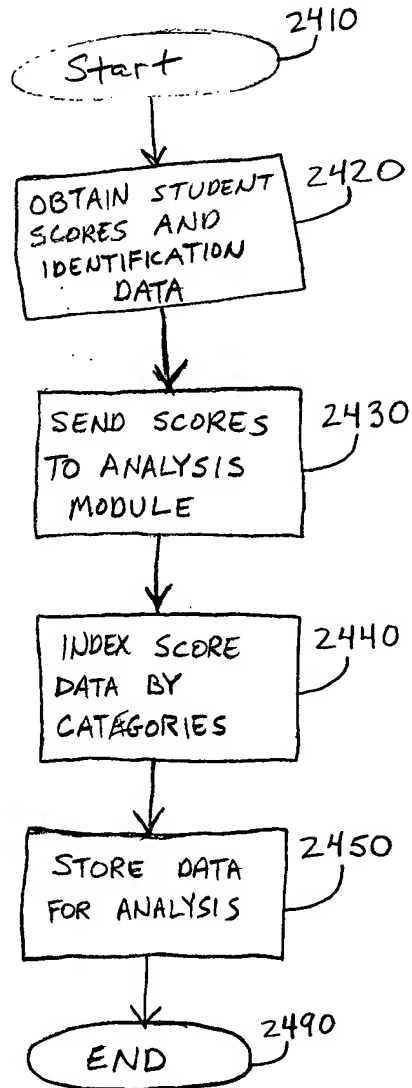 2410
Start
2420
OBTAIN STUDENT
SCORES AND
IDENTIFICATION
DATA
2430
SEND SCORES
TO ANALYSIS
MODULE
2440
INDEX SCORE
DATA BY
CATEGORIES
2450
STORE DATA
FOR ANALYSIS
2490
END